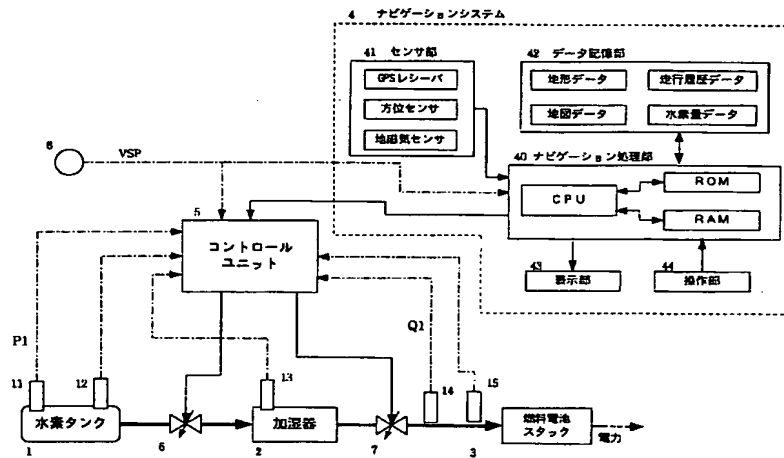 4 ナビゲーションシステム
41 センサ部
GPSレシーバ
方位センサ
地磁気センサ
42 データ記憶部
地形データ
走行履歴データ
地図データ
水素量データ
40 ナビゲーション処理部
CPU
ROM
RAM
43
表示部
44
操作部
8
VSP
5
コントロール
ユニット
P1
Q1
11
12
13
14
15
水素タンク
加湿器
燃料電池
スタック
電力
1
6
2
7
3